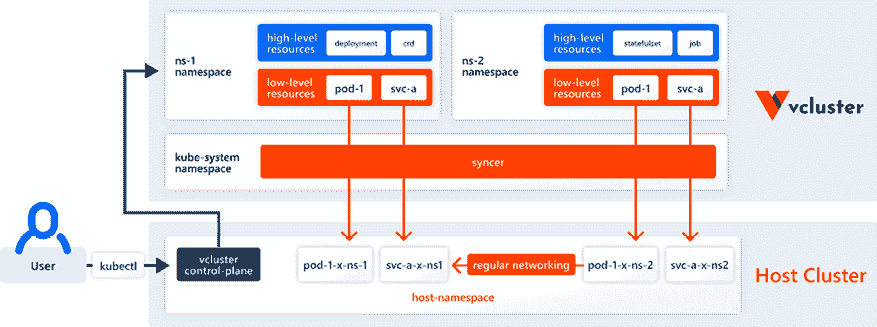 ns-1
namespace
high-level
resources
deployment
crd
low-level
resources
pod-1
svc-a
ns-2
namespace
high-level
resources
statefulset
job
low-level
resources
pod-1
svc-a
vcluster
kube-system
namespace
syncer
User
kubectl
vcluster
control-plane
pod-1-x-ns-1
svc-a-x-ns1
regular networking
pod-1-x-ns-2
svc-a-x-ns2
host-namespace
Host Cluster